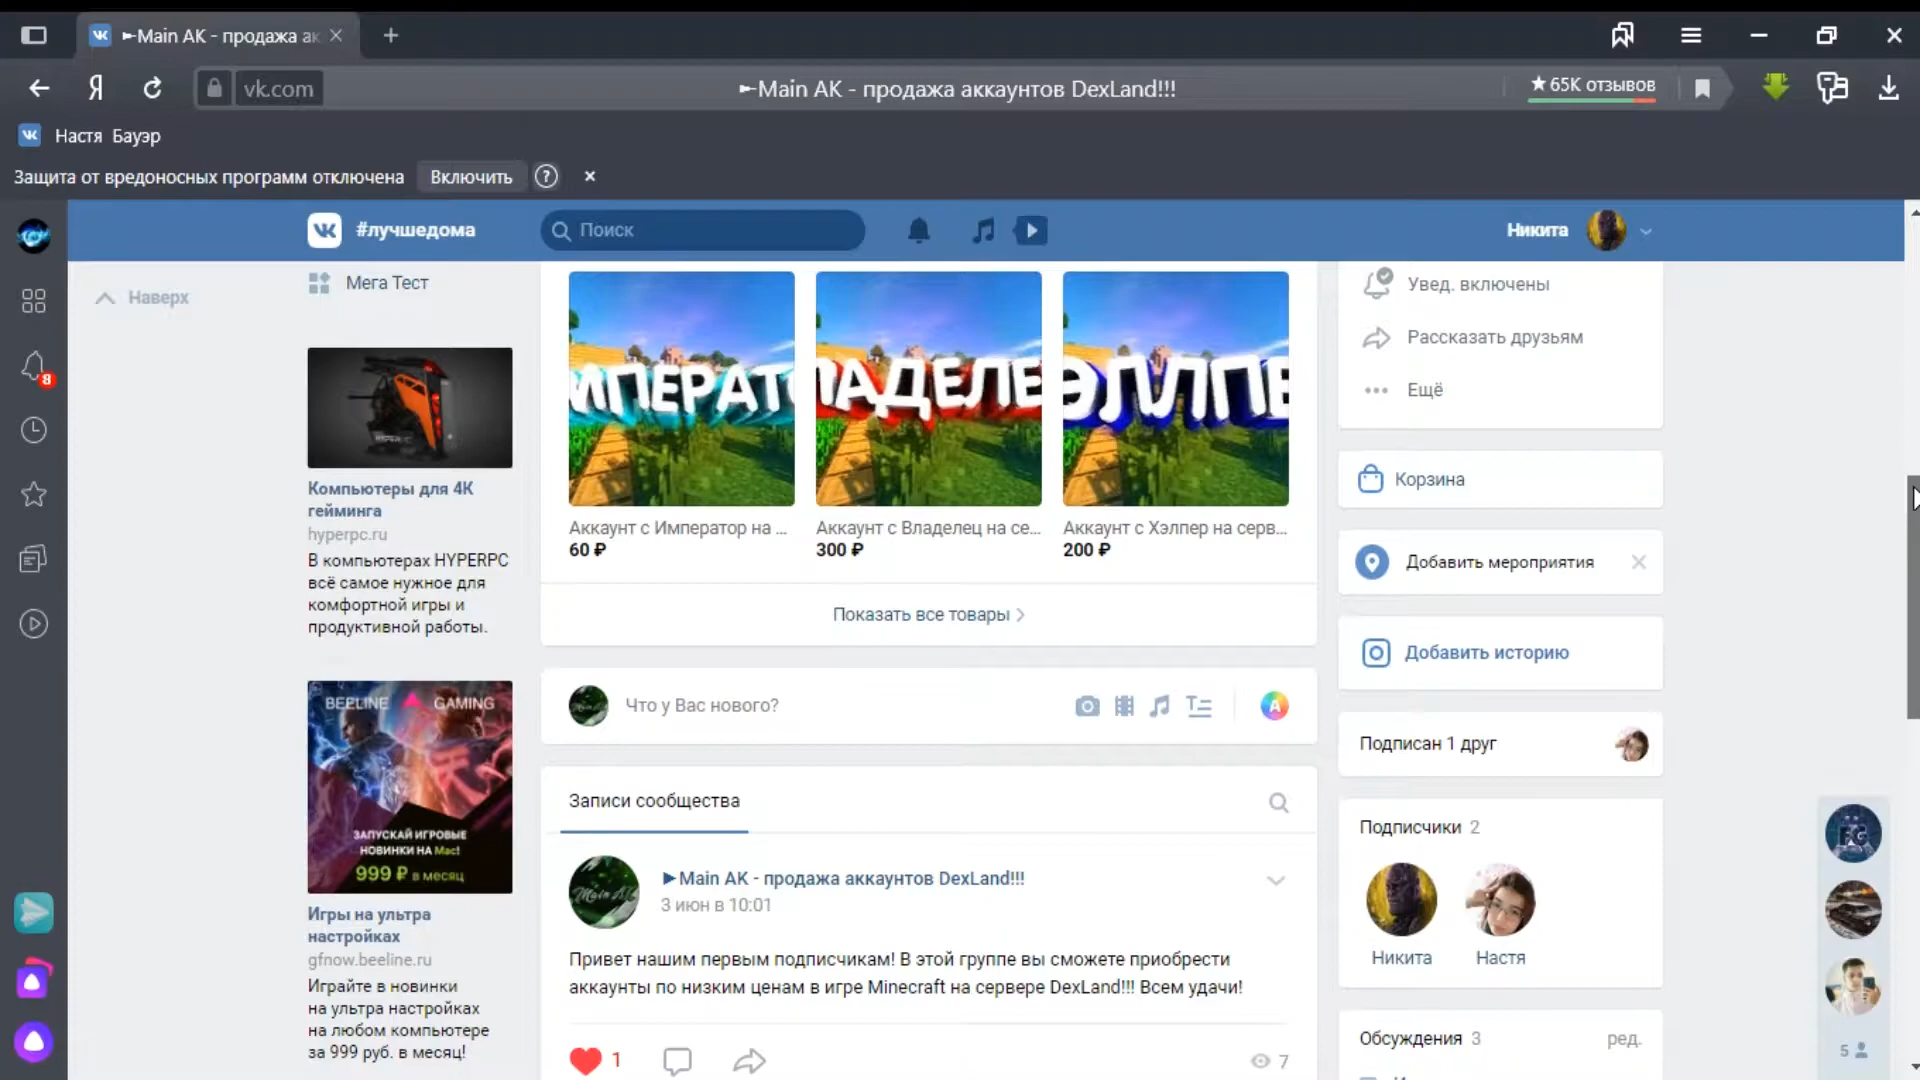 ►Main AK - продажа ак
Я
vk.com
►Main AK - продажа аккаунтов DexLand!!!
★ 65K отзывов
Настя Бауэр
Защита от вредоносных программ отключена
Включить
#лучшедома
Поиск
Никита
Наверх
Мега Тест
8
ИМПЕРАТ
ЛАДЕЛЕ
ЭЛЛПЕ
Увед. включены
Рассказать друзьям
Ещё
HYPERPC
Компьютеры для 4K
гейминга
hyperpc.ru
В компьютерах HYPERPC
всё самое нужное для
комфортной игры и
продуктивной работы.
Аккаунт с Император на ...
60 ₽
Аккаунт с Владелец на се...
300 ₽
Аккаунт с Хэлпер на серв...
200 ₽
Показать все товары
Корзина
Добавить мероприятия
Добавить историю
Подписан 1 друг
Подписчики 2
Никита
Настя
Обсуждения 3
ред.
BEELINE GAMING
ЗАПУСКАЙ ИГРОВЫЕ
НОВИНКИ НА Mac!
999 ₽ в месяц
Игры на ультра
настройках
gfnow.beeline.ru
Играйте в новинки
на ультра настройках
на любом компьютере
за 999 руб. в месяц!
Что у Вас нового?
Записи сообщества
Main AK
►Main AK - продажа аккаунтов DexLand!!!
3 июн в 10:01
Привет нашим первым подписчикам! В этой группе вы сможете приобрести
аккаунты по низким ценам в игре Minecraft на сервере DexLand!!! Всем удачи!
1
7
5